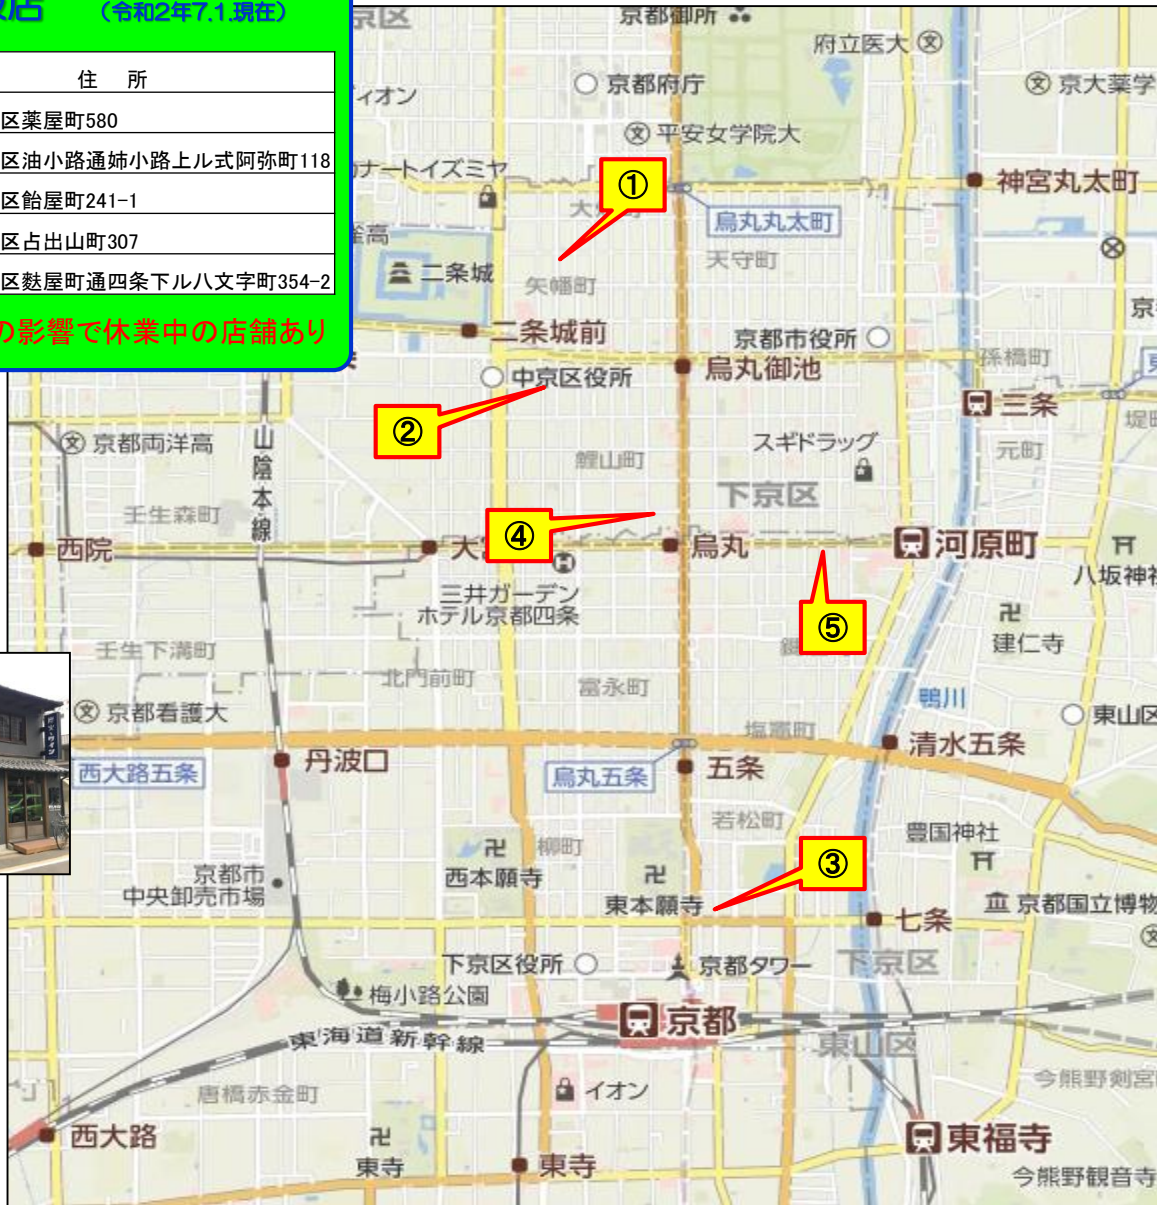 扱店
（令和2年7.1.現在）
住 所
区薬屋町580
区油小路通姉小路上ル式阿弥町118
区飴屋町241-1
区占出山町307
区麩屋町通四条下ル八文字町354-2
の影響で休業中の店舗あり
京区
京都御所
府立医大
ィオン
京都府庁
京大薬学
平安女学院大
カナートイズミヤ
①
神宮丸太町
烏丸丸太町
天守町
二条城
矢幡町
二条城前
京都市役所
孫橋町
烏丸御池
中京区役所
三条
②
京都両洋高
山陰本線
スギドラッグ
元町
鯉山町
下京区
壬生森町
④
西院
烏丸
河原町
八坂神社
三井ガーデン
ホテル京都四条
⑤
建仁寺
壬生下溝町
北門前町
富永町
鴨川
京都看護大
塩竈町
東山区
清水五条
西大路五条
丹波口
烏丸五条
五条
若松町
豊国神社
柳町
③
京都市
中央卸売市場
西本願寺
東本願寺
京都国立博物
七条
下京区役所
京都タワー
下京区
梅小路公園
京都
東海道新幹線
東山区
唐橋赤金町
イオン
今熊野剣宮
西大路
東寺
東寺
東福寺
今熊野観音寺